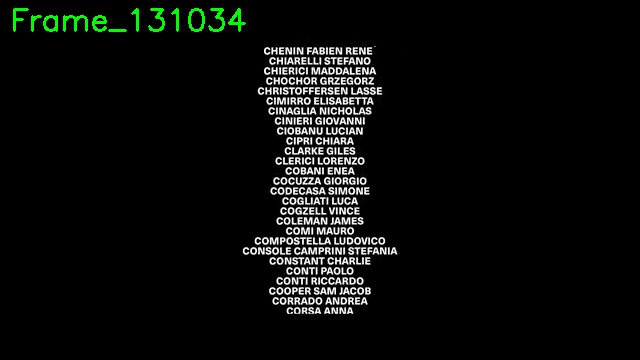 Frame_131034
CHENIN FABIEN RENE'
CHIARELLI STEFANO
CHIERICI MADDALENA
CHOCHOR GRZEGORZ
CHRISTOFFERSEN LASSE
CIMIRRO ELISABETTA
CINAGLIA NICHOLAS
CINIERI GIOVANNI
CIOBANU LUCIAN
CIPRI CHIARA
CLARKE GILES
CLERICI LORENZO
COBANI ENEA
COCUZZA GIORGIO
CODECASA SIMONE
COGLIATI LUCA
COGZELL VINCE
COLEMAN JAMES
COMI MAURO
COMPOSTELLA LUDOVICO
CONSOLE CAMPRINI STEFANIA
CONSTANT CHARLIE
CONTI PAOLO
CONTI RICCARDO
COOPER SAM JACOB
CORRADO ANDREA
CORSA ANNA